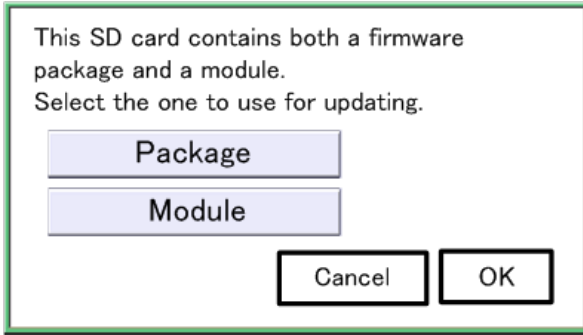 This SD card contains both a firmware
package and a module.
Select the one to use for updating.
Package
Module
Cancel OK